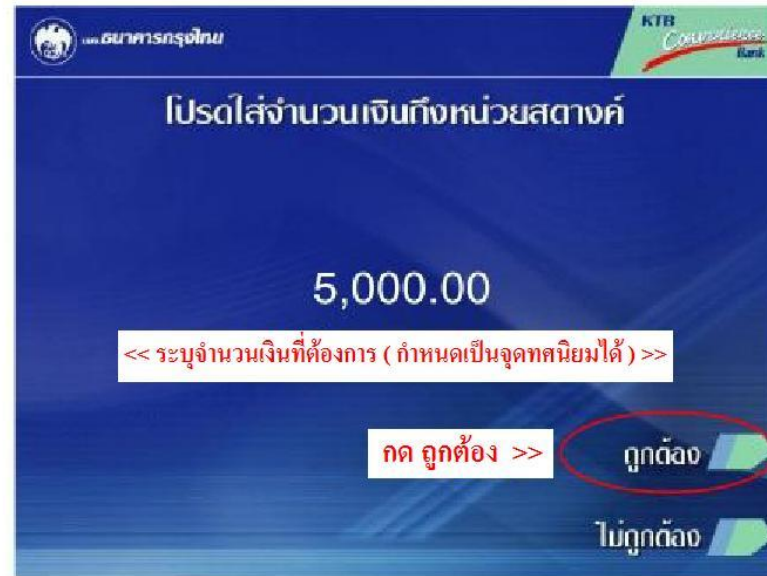 บมจ.ธนาคารกรุงไทย
KTB
Convenience
Bank
โปรดใส่จำนวนเงินถึงหน่วยสตางค์
5,000.00
<< ระบุจำนวนเงินที่ต้องการ ( กำหนดเป็นจุดทศนิยมได้ ) >>
กด ถูกต้อง >>
ถูกต้อง
ไม่ถูกต้อง